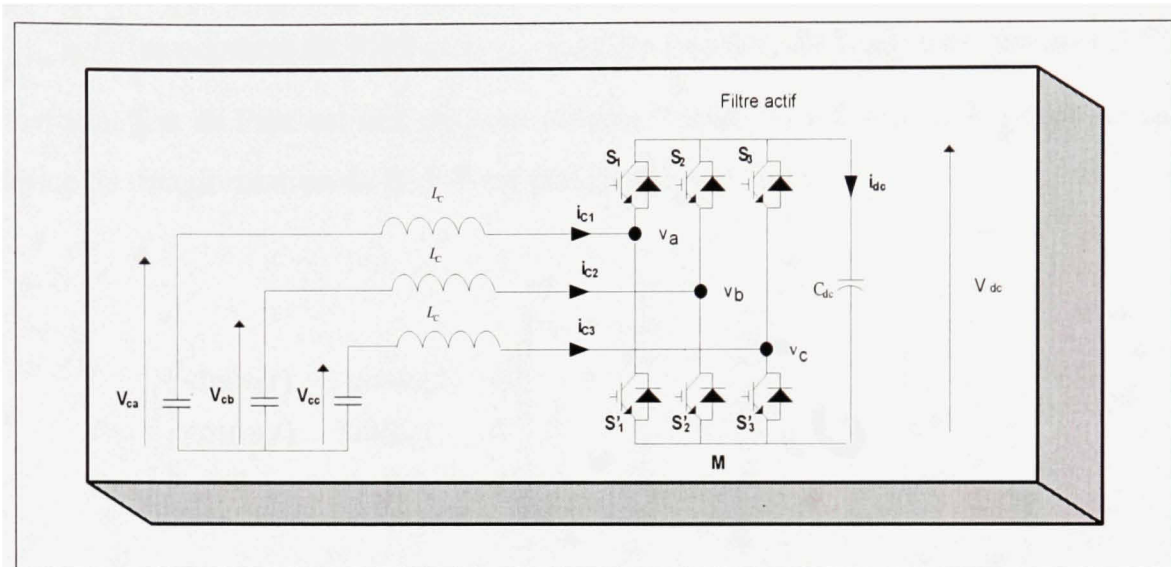 Filtre actif
S1 S2 S3
idc
Lc
ic1
va
Lc
ic2
vb
Cdc
Vdc
Lc
ic3
vc
Vca Vcb Vcc
S'1 S'2 S'3
M